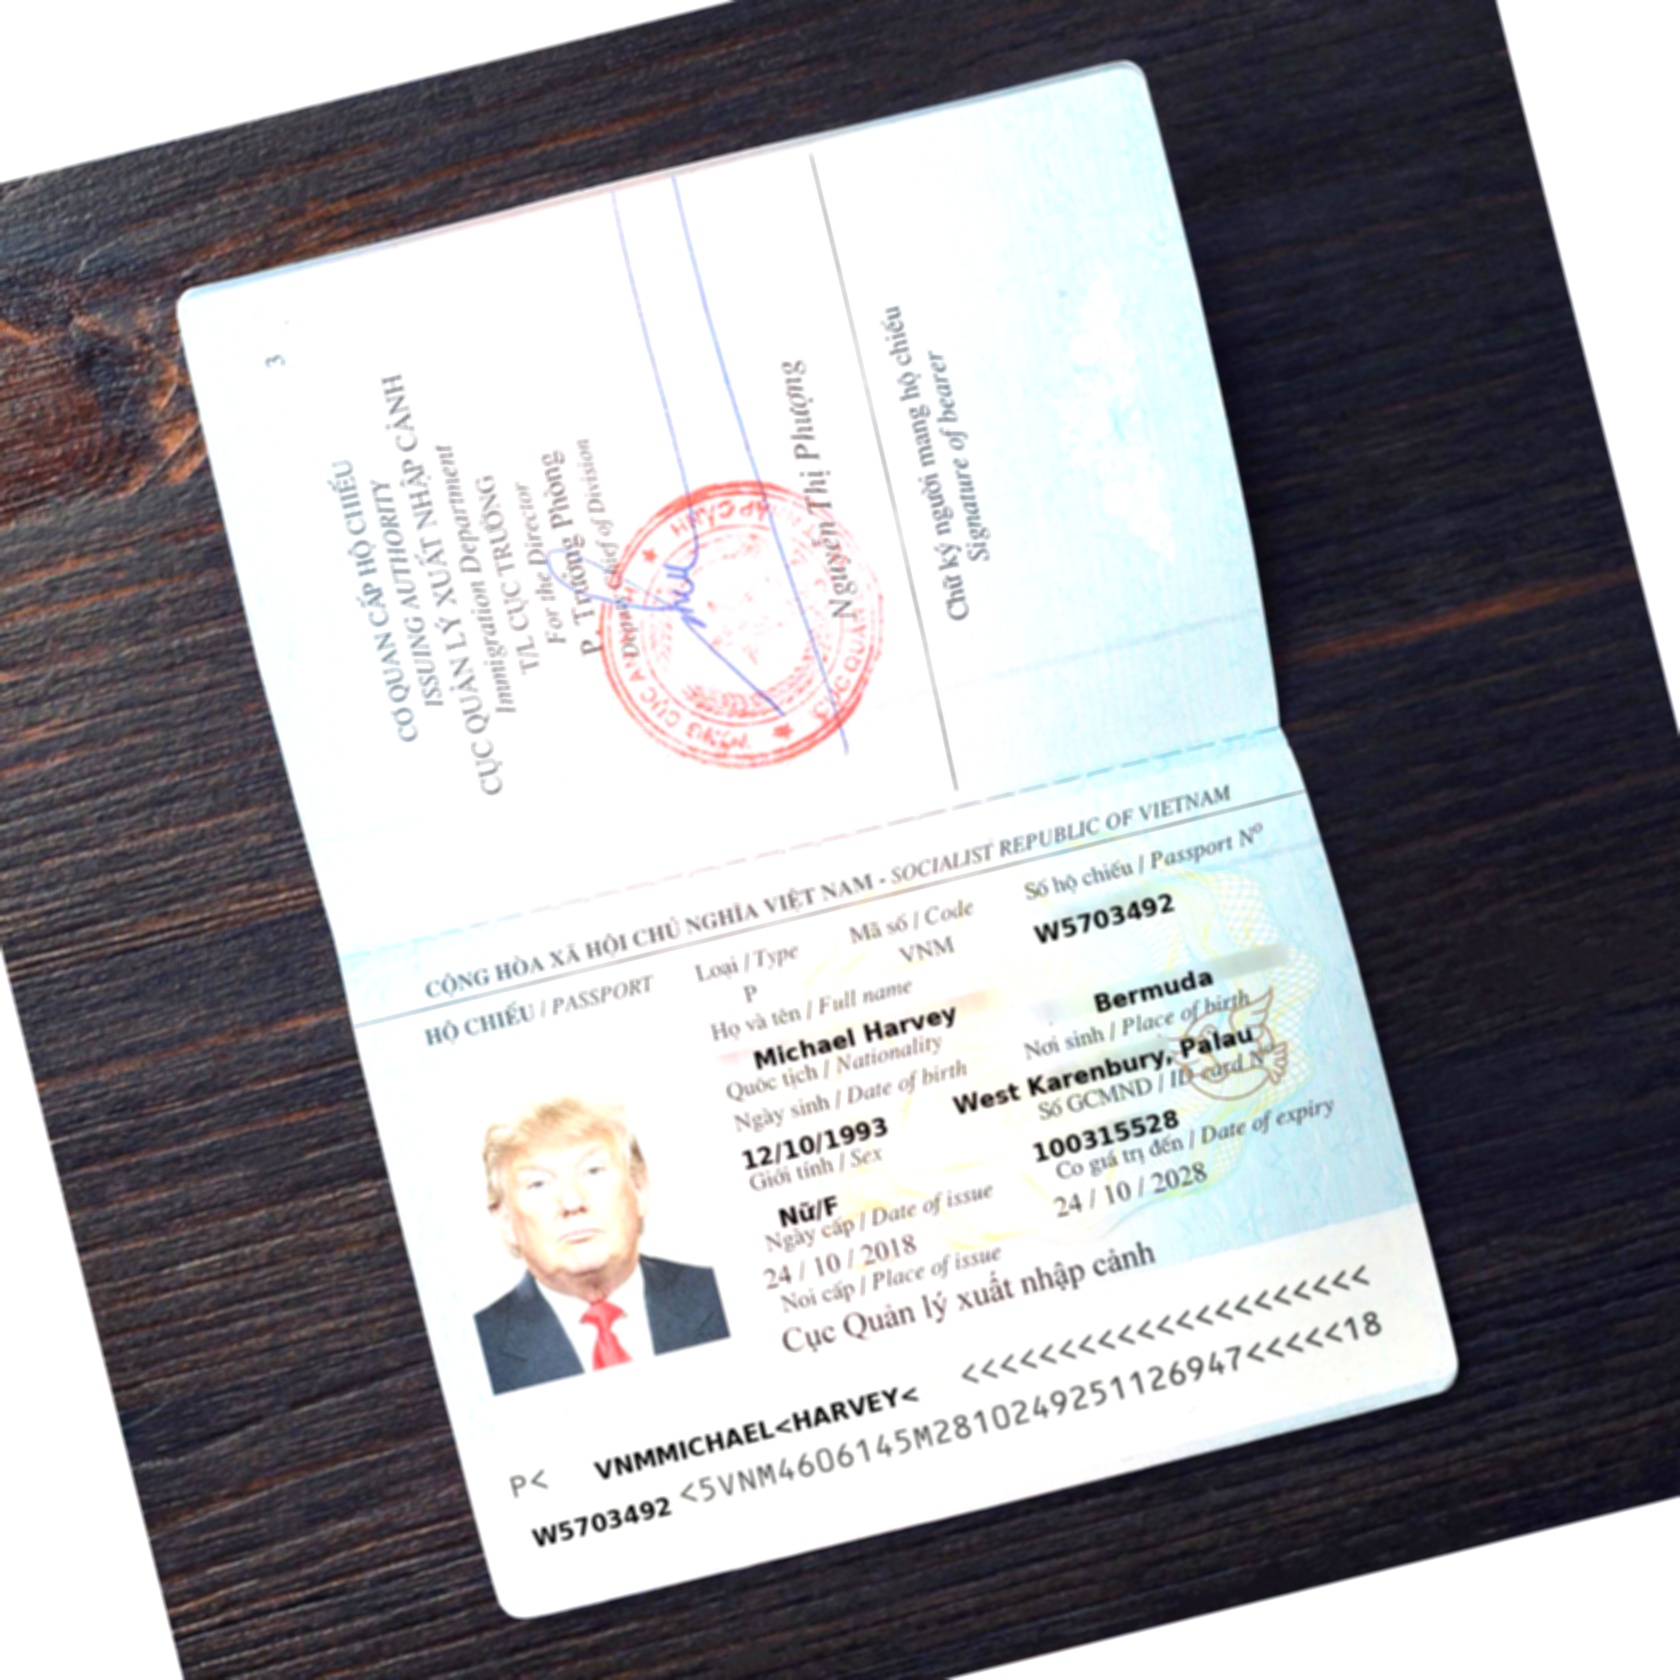 3
CƠ QUAN CẤP HỘ CHIẾU
ISSUING AUTHORITY
CỤC QUẢN LÝ XUẤT NHẬP CẢNH
Immigration Department
T/L CỤC TRƯỞNG
For the Director
P. Trưởng Phòng
Deputy Chief of Division
Nguyễn Thị Phượng
Chữ ký người mang hộ chiếu
Signature of bearer
CỘNG HÒA XÃ HỘI CHỦ NGHĨA VIỆT NAM - SOCIALIST REPUBLIC OF VIETNAM
HỘ CHIẾU / PASSPORT
Loại / Type
Mã số / Code
Số hộ chiếu / Passport Nº
P
VNM
W5703492
Họ và tên / Full name
Michael Harvey
Bermuda
Quốc tịch / Nationality
Nơi sinh / Place of birth
Ngày sinh / Date of birth
West Karenbury, Palau
12/10/1993
Số GCMND / ID card Nº
Giới tính / Sex
100315528
Nữ/F
Có giá trị đến / Date of expiry
Ngày cấp / Date of issue
24 / 10 / 2018
24 / 10 / 2028
Nơi cấp / Place of issue
Cục Quản lý xuất nhập cảnh
P< VNMMICHAEL<HARVEY< <<<<<<<<<<<<<<<<<<<<<
W5703492 <5VNM4606145M2810249251126947<<<<<18